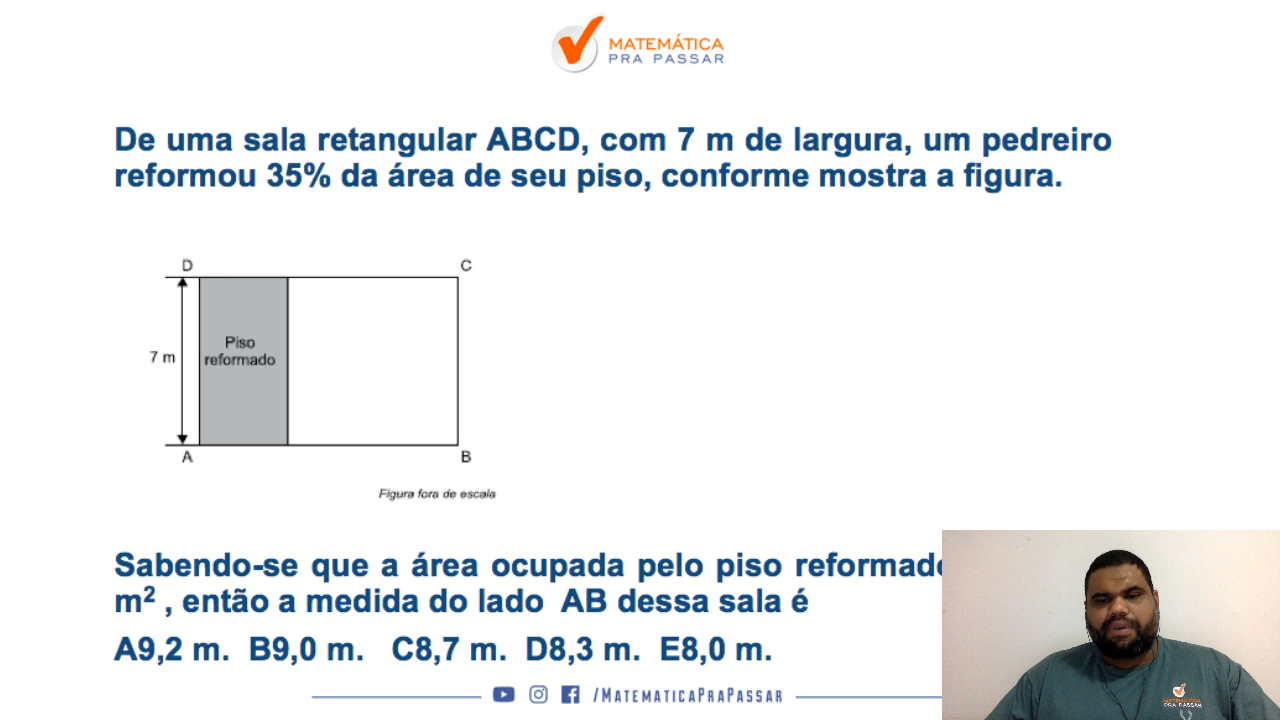 MATEMÁTICA
PRA PASSAR
De uma sala retangular ABCD, com 7 m de largura, um pedreiro
reformou 35% da área de seu piso, conforme mostra a figura.
D
C
7 m
Piso
reformado
A
B
Figura fora de escala
Sabendo-se que a área ocupada pelo piso
m² , então a medida do lado AB dessa sala é
A9,2 m. B9,0 m. C8,7 m. D8,3 m. E8,0 m.
/MATEMATICAPRAPASSAR
MATEMÁTICA
PRA PASSAR